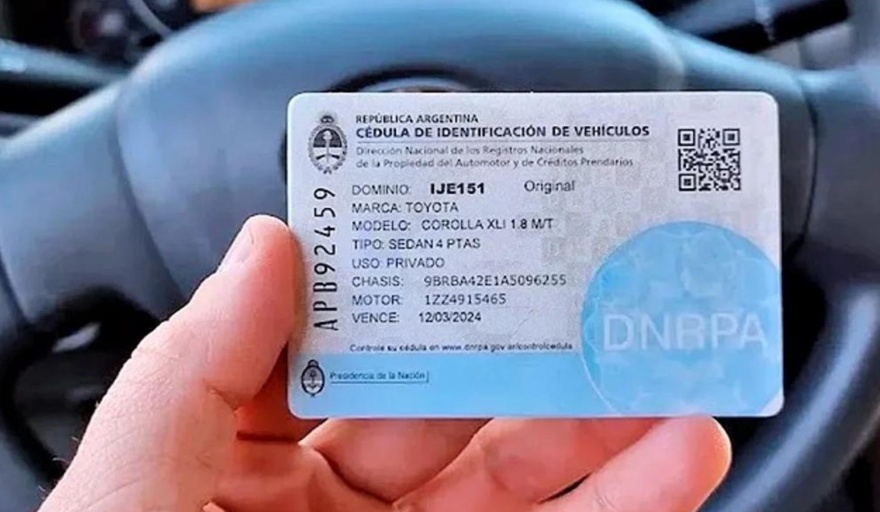 REPÚBLICA ARGENTINA
CÉDULA DE IDENTIFICACIÓN DE VEHÍCULOS
Dirección Nacional de los Registros Nacionales
de la Propiedad del Automotor y de Créditos Prendarios
DOMINIO: IJE151 Original
MARCA: TOYOTA
MODELO: COROLLA XLI 1.8 M/T
TIPO: SEDAN 4 PTAS
USO: PRIVADO
CHASIS: 9BRBA42E1A5096255
MOTOR: 1ZZ4915465
VENCE: 12/03/2024
Controle su cédula en www.dnrpa.gov.ar/controlcedula
APB92459
DNRPA
Presidencia de la Nación